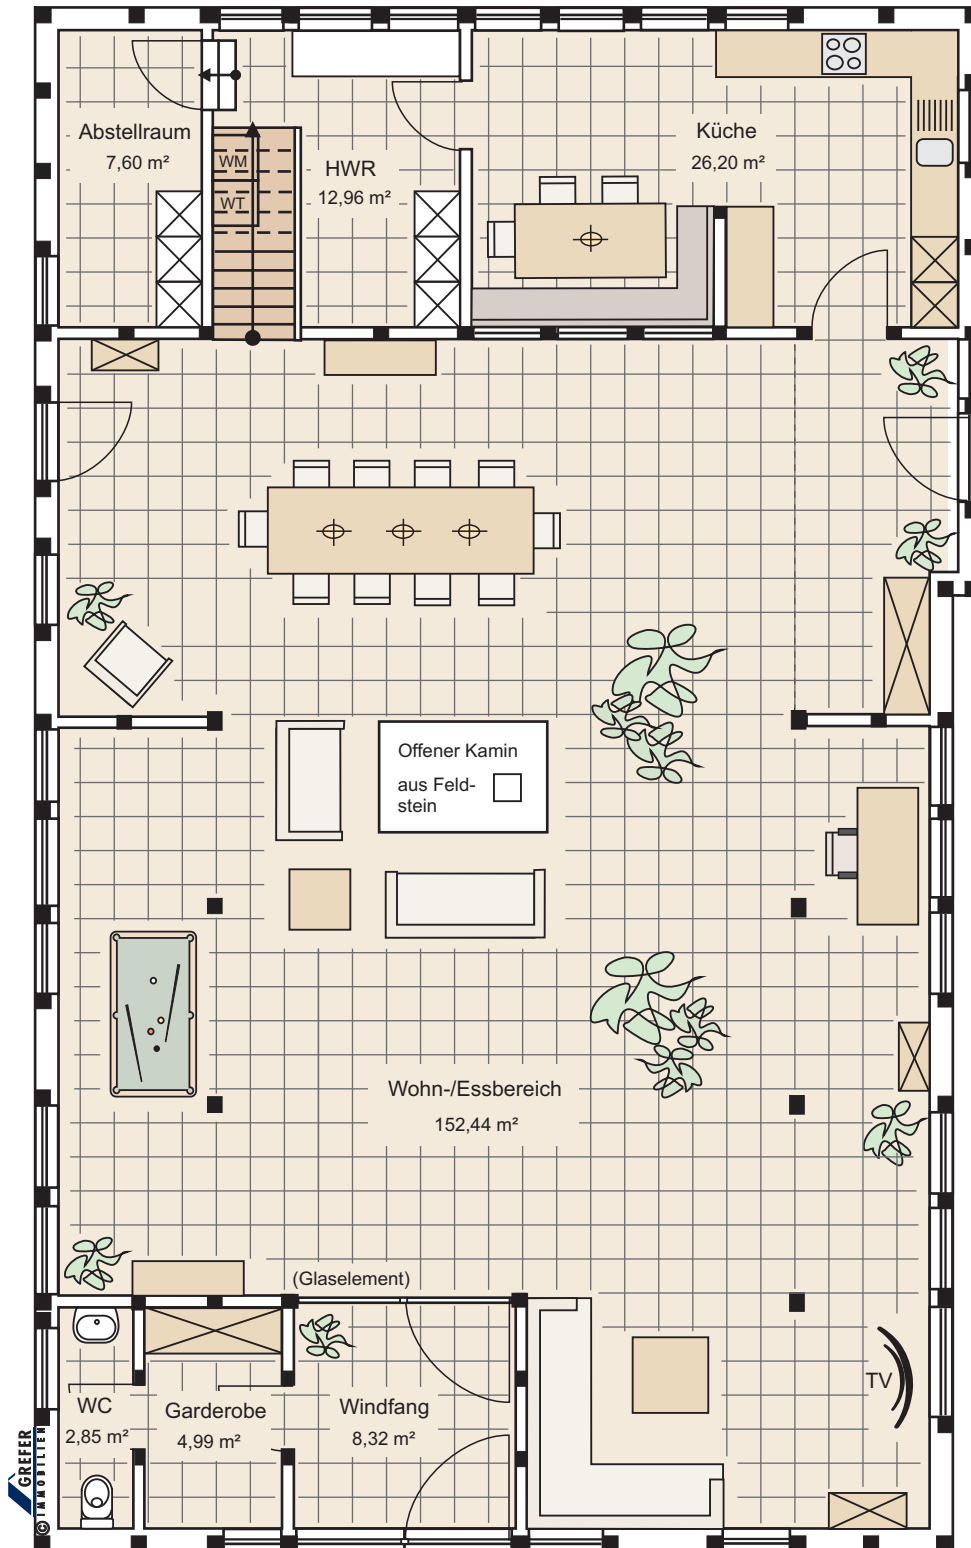 Abstellraum
7,60 m²
WM
WT
HWR
12,96 m²
Küche
26,20 m²
Offener Kamin
aus Feld-
stein
Wohn-/Essbereich
152,44 m²
(Glaselement)
WC
2,85 m²
Garderobe
4,99 m²
Windfang
8,32 m²
TV
GREFER
© IMMOBILIEN